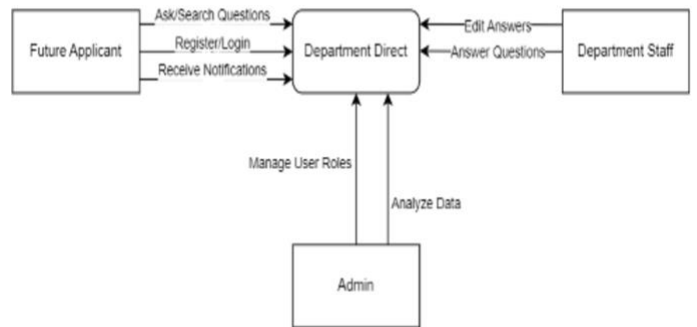 Ask/Search Questions
Register/Login
Receive Notifications
Future Applicant
Department Direct
Edit Answers
Answer Questions
Department Staff
Manage User Roles
Analyze Data
Admin